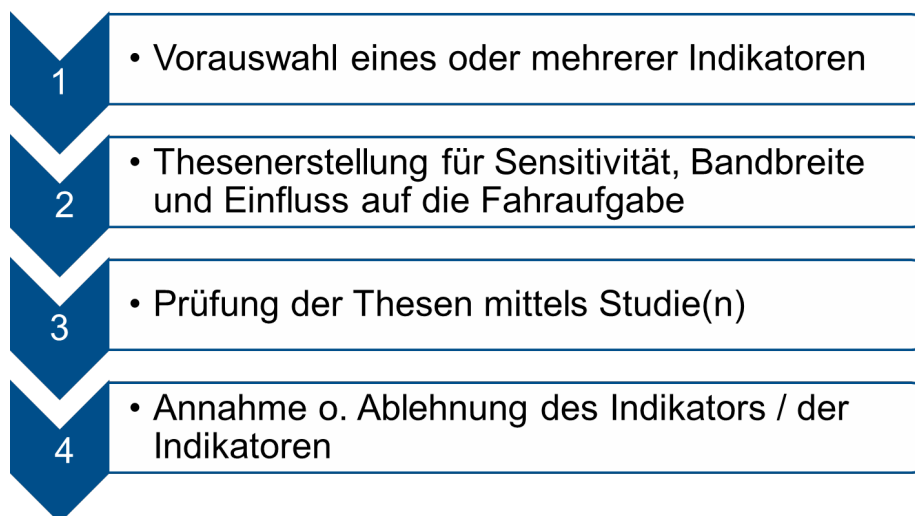 1
• Vorauswahl eines oder mehrerer Indikatoren
2
• Thesenerstellung für Sensitivität, Bandbreite
und Einfluss auf die Fahraufgabe
3
• Prüfung der Thesen mittels Studie(n)
4
• Annahme o. Ablehnung des Indikators / der
Indikatoren